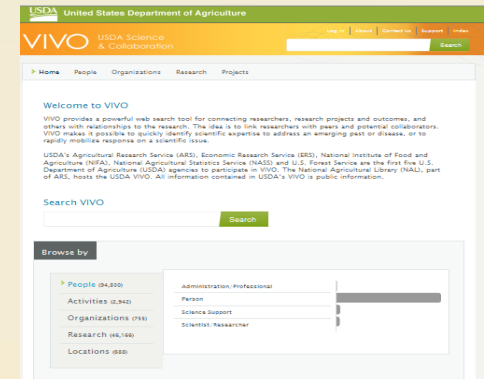 USDA United States Department of Agriculture
Log in About Contact Us Support Index
VIVO USDA Science
& Collaboration
Search
Home People Organizations Research Projects
Welcome to VIVO
VIVO provides a powerful web search tool for connecting researchers, research projects and outcomes, and
others with relationships to the research. The idea is to link researchers with peers and potential collaborators.
VIVO makes it possible to quickly identify scientific expertise to address an emerging pest or disease, or to
rapidly mobilize response on a scientific issue.
USDA's Agricultural Research Service (ARS), Economic Research Service (ERS), National Institute of Food and
Agriculture (NIFA), National Agricultural Statistics Service (NASS) and U.S. Forest Service are the first five U.S.
Department of Agriculture (USDA) agencies to participate in VIVO. The National Agricultural Library (NAL), part
of ARS, hosts the USDA VIVO. All information contained in USDA's VIVO is public information.
Search VIVO
Search
Browse by
People
Activities (2,942)
Organizations
Research
Locations
Administration/Professional
Person
Science Support
Scientist/Researcher